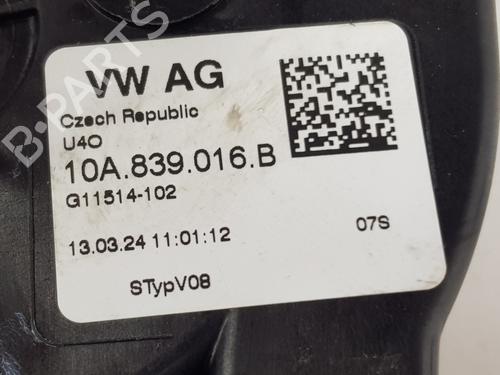 VW AG
Czech Republic
U4O
10A.839.016.B
G11514-102
13.03.24 11:01:12
07S
STypV08
B-PARTS